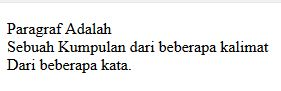 Paragraf Adalah
Sebuah Kumpulan dari beberapa kalimat
Dari beberapa kata.